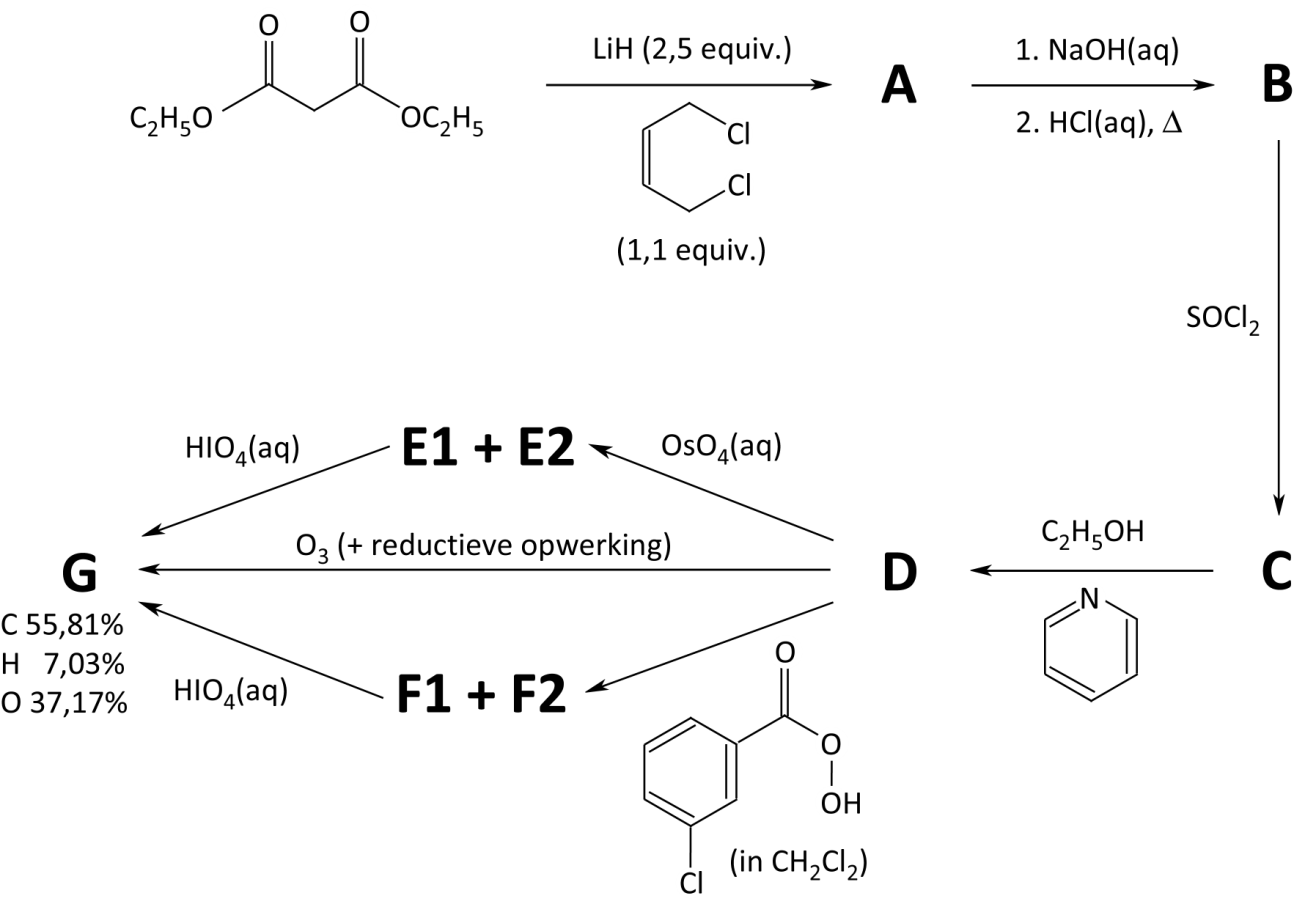 O
O
C₂H₅O
OC₂H₅
LiH (2,5 equiv.)
Cl
Cl
(1,1 equiv.)
A
1. NaOH(aq)
2. HCl(aq), Δ
B
SOCl₂
C
C₂H₅OH
N
D
OsO₄(aq)
E1 + E2
HIO₄(aq)
O₃ (+ reductieve opwerking)
G
C 55,81%
H 7,03%
O 37,17%
HIO₄(aq)
F1 + F2
O
O
OH
Cl
(in CH₂Cl₂)